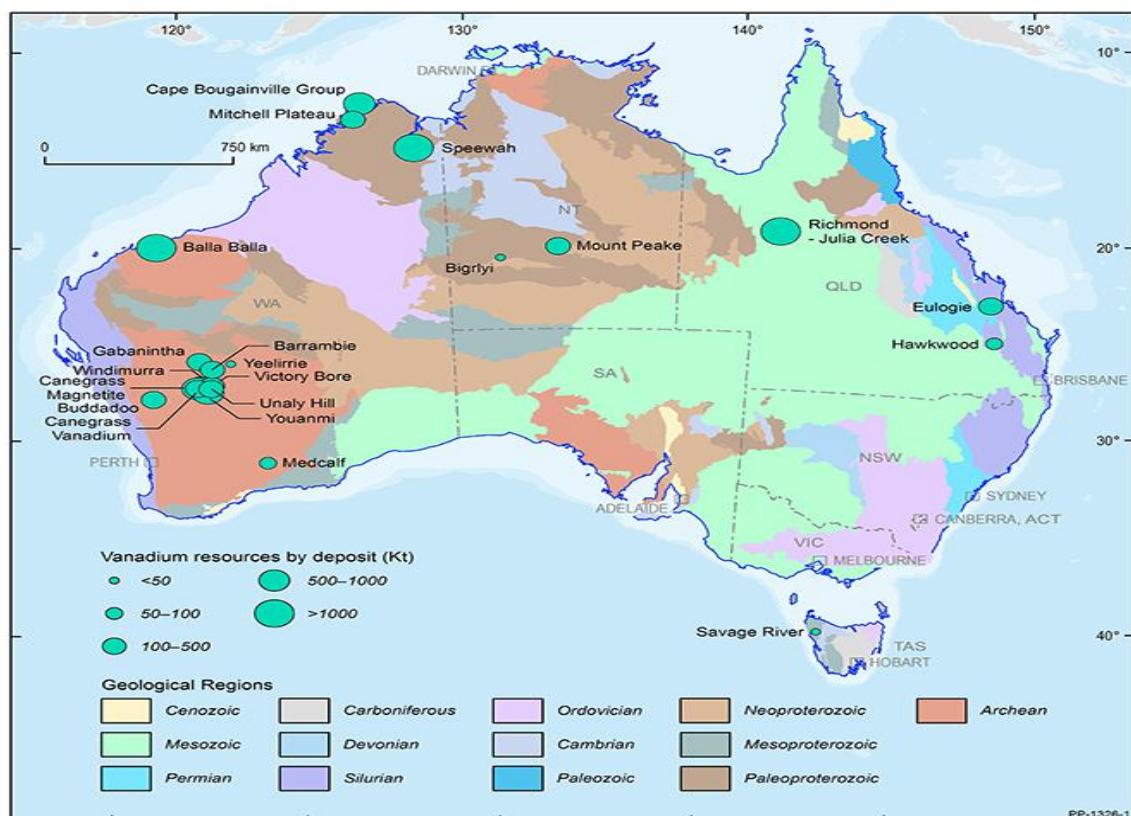 120°
130°
140°
150°
10°
DARWIN
Cape Bougainville Group
Mitchell Plateau
0
750 km
Speewah
NT
Richmond
- Julia Creek
Balla Balla
Mount Peake
20°
Bigrlyi
QLD
WA
Eulogie
Hawkwood
Gabanintha
Barrambie
Windimurra
Yeelirrie
Canegrass
Victory Bore
Magnetite
SA
BRISBANE
Buddadoo
Unaly Hill
Canegrass
Youanmi
Vanadium
30°
NSW
PERTH
Medcalf
SYDNEY
ADELAIDE
CANBERRA, ACT
VIC
MELBOURNE
Vanadium resources by deposit (Kt)
<50
500–1000
50–100
>1000
100–500
Savage River
40°
TAS
HOBART
Geological Regions
Cenozoic
Carboniferous
Ordovician
Neoproterozoic
Archean
Mesozoic
Devonian
Cambrian
Mesoproterozoic
Permian
Silurian
Paleozoic
Paleoproterozoic
PP-1326-1